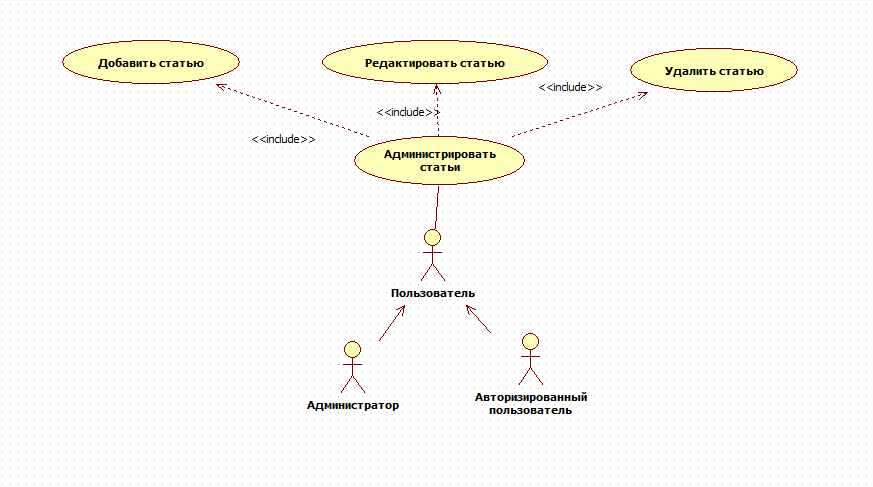 Добавить статью
Редактировать статью
Удалить статью
<<include>>
<<include>>
<<include>>
Администрировать
статьи
Пользователь
Администратор
Авторизированный
пользователь